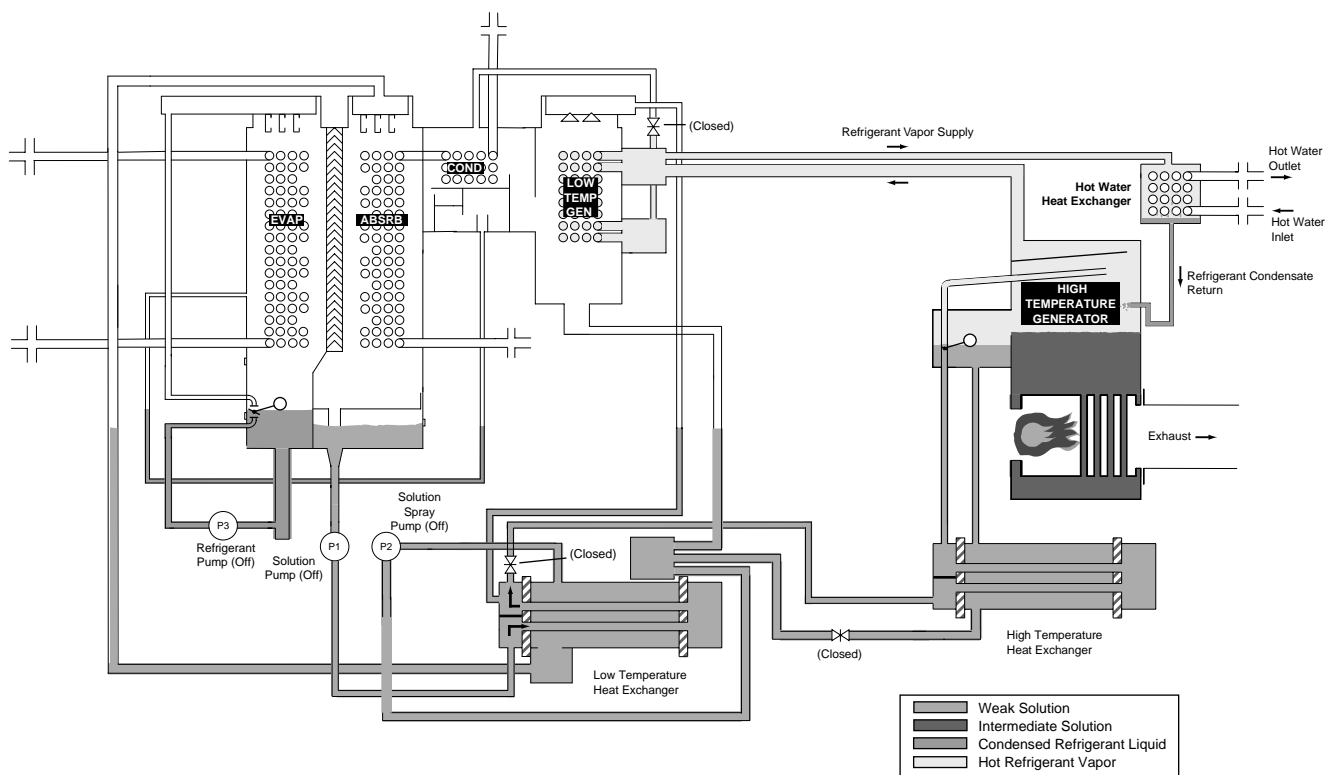 (Closed)
Refrigerant Vapor Supply
Hot Water
Outlet
COND
LOW
TEMP
GEN
Hot Water
Heat Exchanger
EVAP
ABSRB
Hot Water
Inlet
Refrigerant Condensate
Return
HIGH
TEMPERATURE
GENERATOR
Exhaust
Solution
Spray
Pump (Off)
P3
Refrigerant
Pump (Off)
Solution
Pump (Off)
P1
P2
(Closed)
(Closed)
High Temperature
Heat Exchanger
Low Temperature
Heat Exchanger
Weak Solution
Intermediate Solution
Condensed Refrigerant Liquid
Hot Refrigerant Vapor